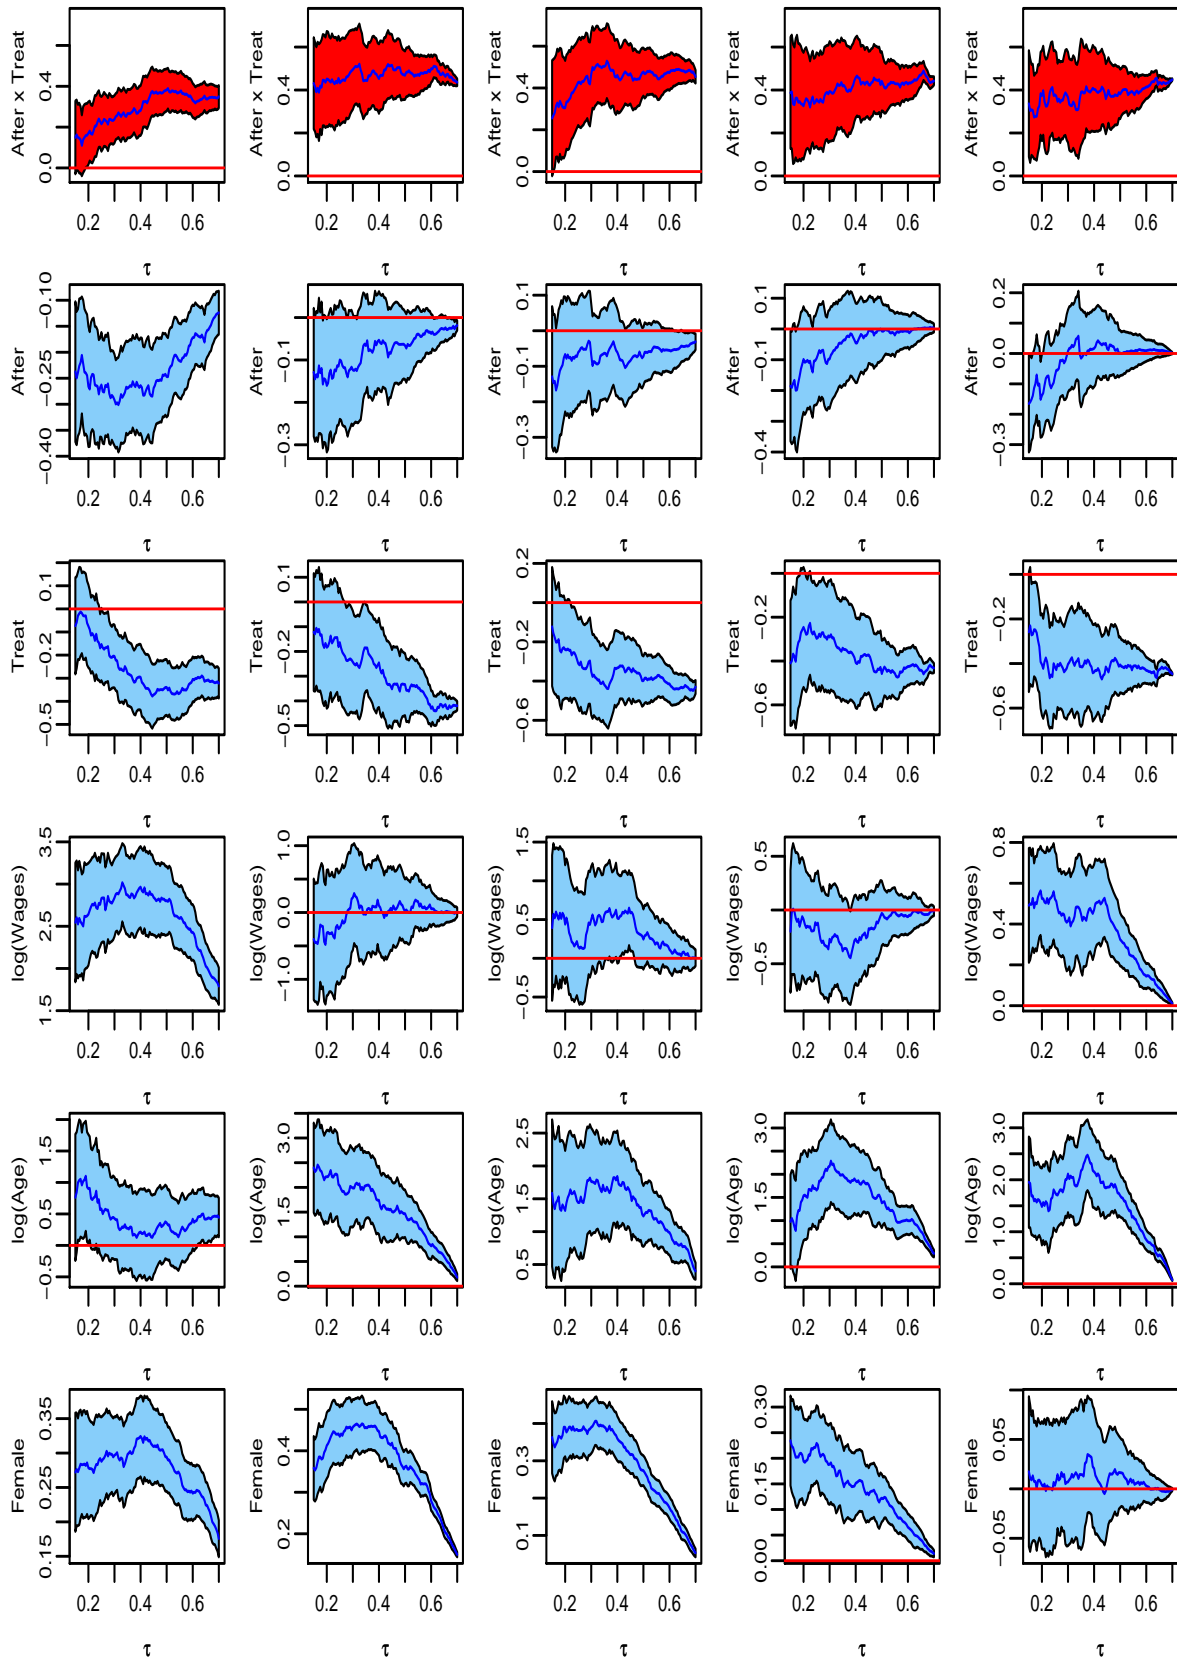 After x Treat
0.4
0.0
0.2 0.4 0.6
τ
After x Treat
0.4
0.0
0.2 0.4 0.6
τ
After x Treat
0.4
0.0
0.2 0.4 0.6
τ
After x Treat
0.4
0.0
0.2 0.4 0.6
τ
After x Treat
0.4
0.0
0.2 0.4 0.6
τ
After
−0.10
−0.25
−0.40
0.2 0.4 0.6
τ
After
−0.1
−0.3
0.2 0.4 0.6
τ
After
0.1
−0.1
−0.3
0.2 0.4 0.6
τ
After
0.1
−0.1
−0.4
0.2 0.4 0.6
τ
After
0.2
0.0
−0.3
0.2 0.4 0.6
τ
Treat
0.1
−0.2
−0.5
0.2 0.4 0.6
τ
Treat
0.1
−0.2
−0.5
0.2 0.4 0.6
τ
Treat
0.2
−0.2
−0.6
0.2 0.4 0.6
τ
Treat
−0.2
−0.6
0.2 0.4 0.6
τ
Treat
−0.2
−0.6
0.2 0.4 0.6
τ
log(Wages)
3.5
2.5
1.5
0.2 0.4 0.6
τ
log(Wages)
1.0
0.0
−1.0
0.2 0.4 0.6
τ
log(Wages)
1.5
0.5
−0.5
0.2 0.4 0.6
τ
log(Wages)
0.5
−0.5
0.2 0.4 0.6
τ
log(Wages)
0.8
0.4
0.0
0.2 0.4 0.6
τ
log(Age)
1.5
0.5
−0.5
0.2 0.4 0.6
τ
log(Age)
3.0
1.5
0.0
0.2 0.4 0.6
τ
log(Age)
2.5
1.5
0.5
0.2 0.4 0.6
τ
log(Age)
3.0
1.5
0.0
0.2 0.4 0.6
τ
log(Age)
3.0
2.0
1.0
0.0
0.2 0.4 0.6
τ
Female
0.35
0.25
0.15
0.2 0.4 0.6
τ
Female
0.4
0.2
0.2 0.4 0.6
τ
Female
0.3
0.1
0.2 0.4 0.6
τ
Female
0.30
0.15
0.00
0.2 0.4 0.6
τ
Female
0.05
−0.05
0.2 0.4 0.6
τ